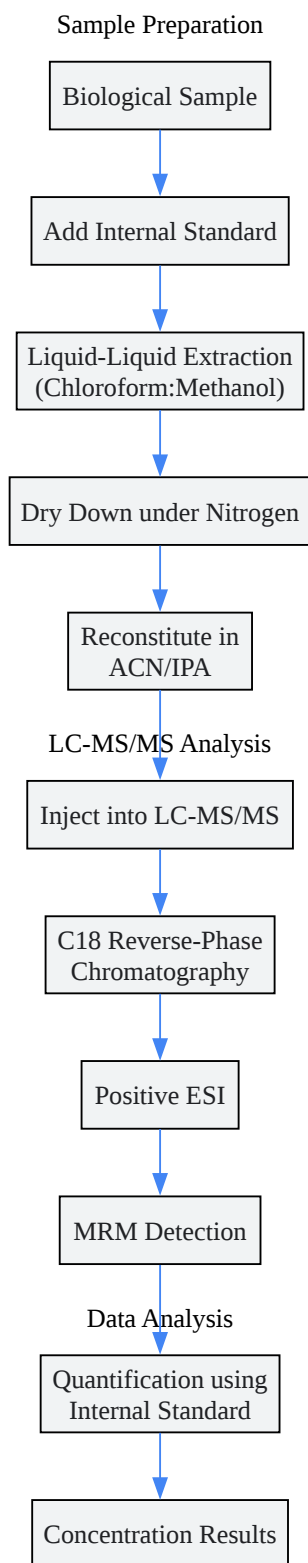 Sample Preparation
Biological Sample
Add Internal Standard
Liquid-Liquid Extraction
(Chloroform:Methanol)
Dry Down under Nitrogen
Reconstitute in
ACN/IPA
LC-MS/MS Analysis
Inject into LC-MS/MS
C18 Reverse-Phase
Chromatography
Positive ESI
MRM Detection
Data Analysis
Quantification using
Internal Standard
Concentration Results